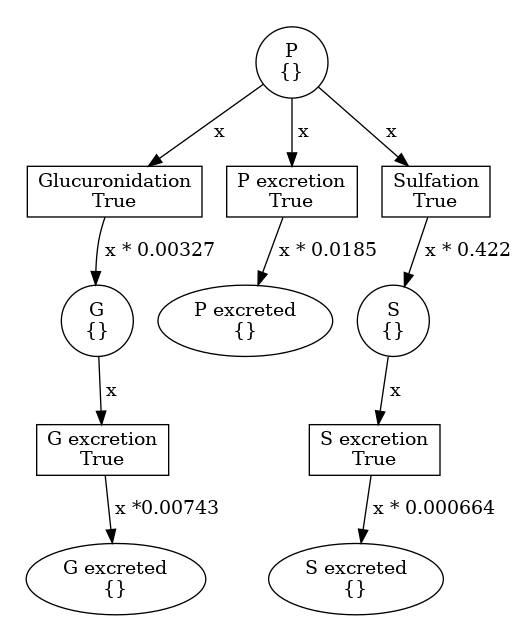 P
{}
x
x
x
Glucuronidation
True
P excretion
True
Sulfation
True
x * 0.00327
x * 0.0185
x * 0.422
G
{}
P excreted
{}
S
{}
x
x
G excretion
True
S excretion
True
x *0.00743
x * 0.000664
G excreted
{}
S excreted
{}